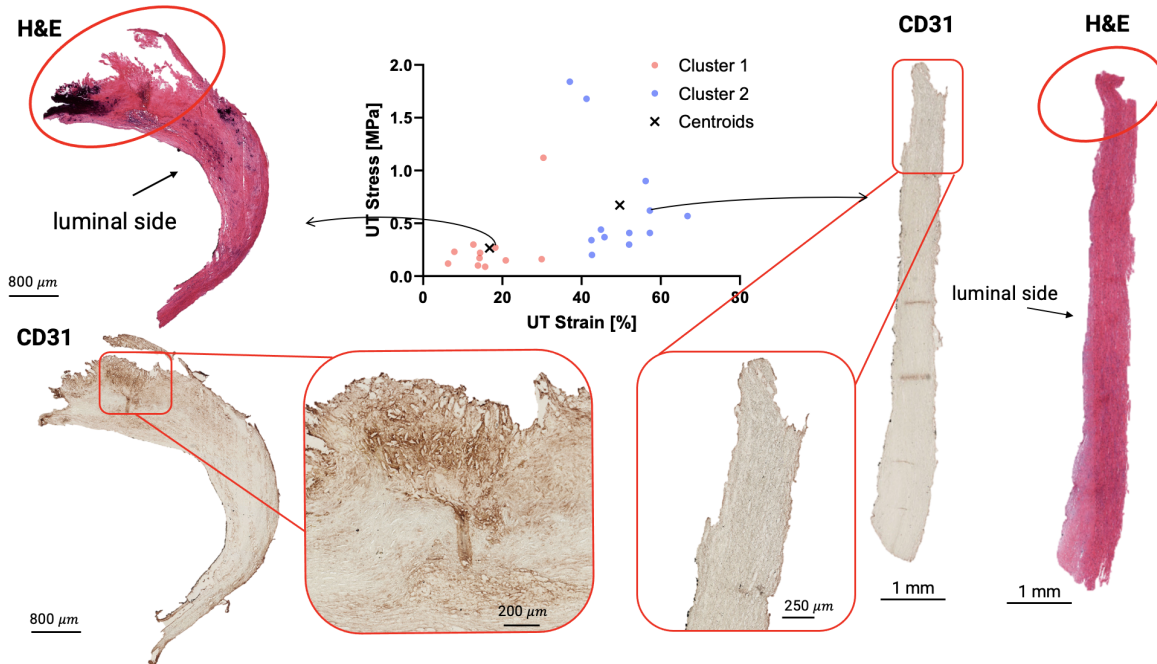 H&E
luminal side
800 μm
UT Stress [MPa]
2.0
1.5
1.0
0.5
0.0
0
20
40
60
80
UT Strain [%]
Cluster 1
Cluster 2
Centroids
CD31
H&E
luminal side
1 mm
1 mm
CD31
800 μm
200 μm
250 μm